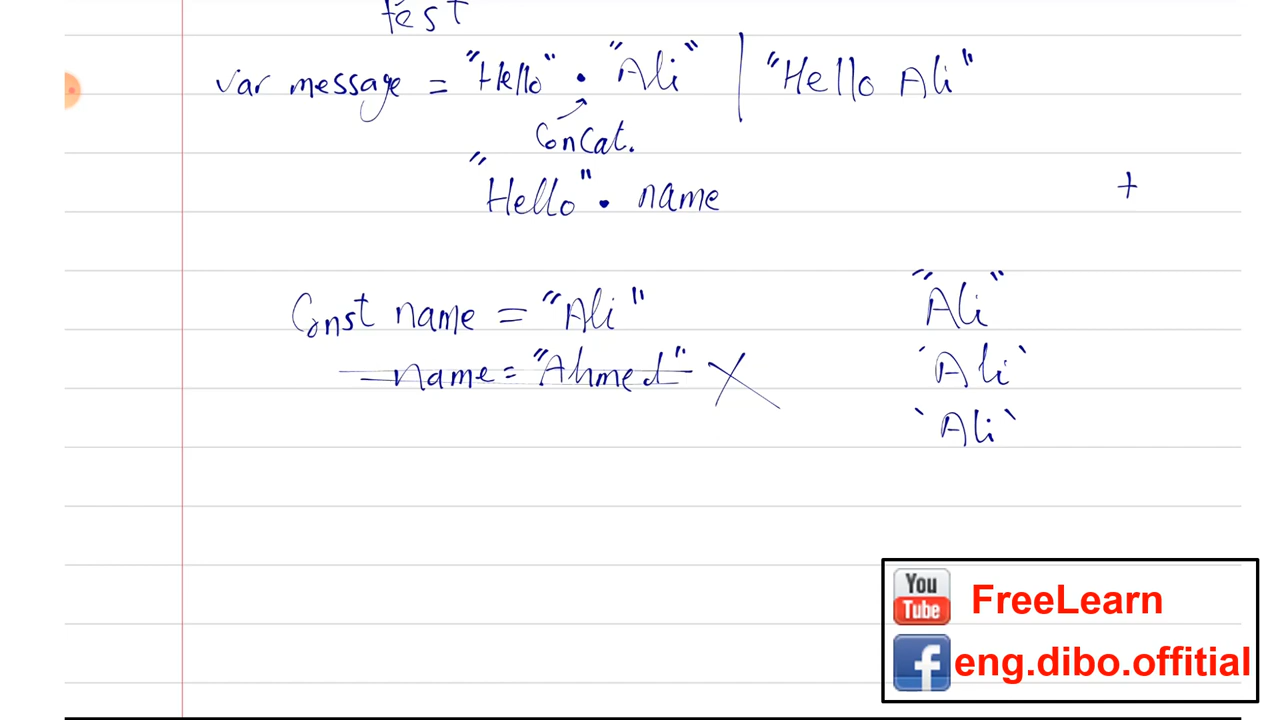 test
var message = "Hello" • "Ali" | "Hello Ali"
Concat.
"Hello" • name
+
Const name = "Ali"
name = "Ahmed" X
"Ali"
'Ali'
`Ali`
You Tube FreeLearn
f eng.dibo.offitial